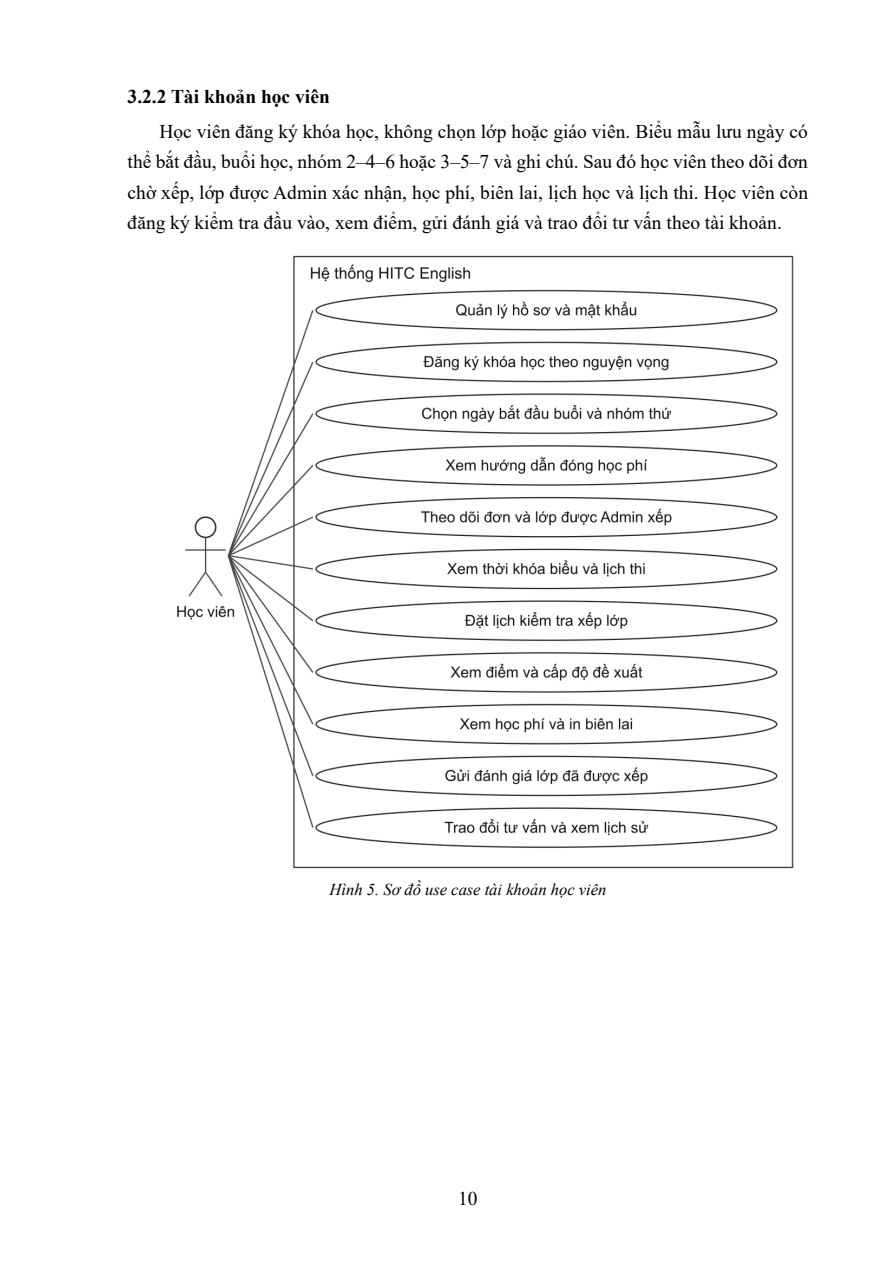 3.2.2 Tài khoản học viên
Học viên đăng ký khóa học, không chọn lớp hoặc giáo viên. Biểu mẫu lưu ngày có
thể bắt đầu, buổi học, nhóm 2–4–6 hoặc 3–5–7 và ghi chú. Sau đó học viên theo dõi đơn
chờ xếp, lớp được Admin xác nhận, học phí, biên lai, lịch học và lịch thi. Học viên còn
đăng ký kiểm tra đầu vào, xem điểm, gửi đánh giá và trao đổi tư vấn theo tài khoản.
Hệ thống HITC English
Quản lý hồ sơ và mật khẩu
Đăng ký khóa học theo nguyện vọng
Chọn ngày bắt đầu buổi và nhóm thứ
Xem hướng dẫn đóng học phí
Theo dõi đơn và lớp được Admin xếp
Xem thời khóa biểu và lịch thi
Học viên
Đặt lịch kiểm tra xếp lớp
Xem điểm và cấp độ đề xuất
Xem học phí và in biên lai
Gửi đánh giá lớp đã được xếp
Trao đổi tư vấn và xem lịch sử
Hình 5. Sơ đồ use case tài khoản học viên
10